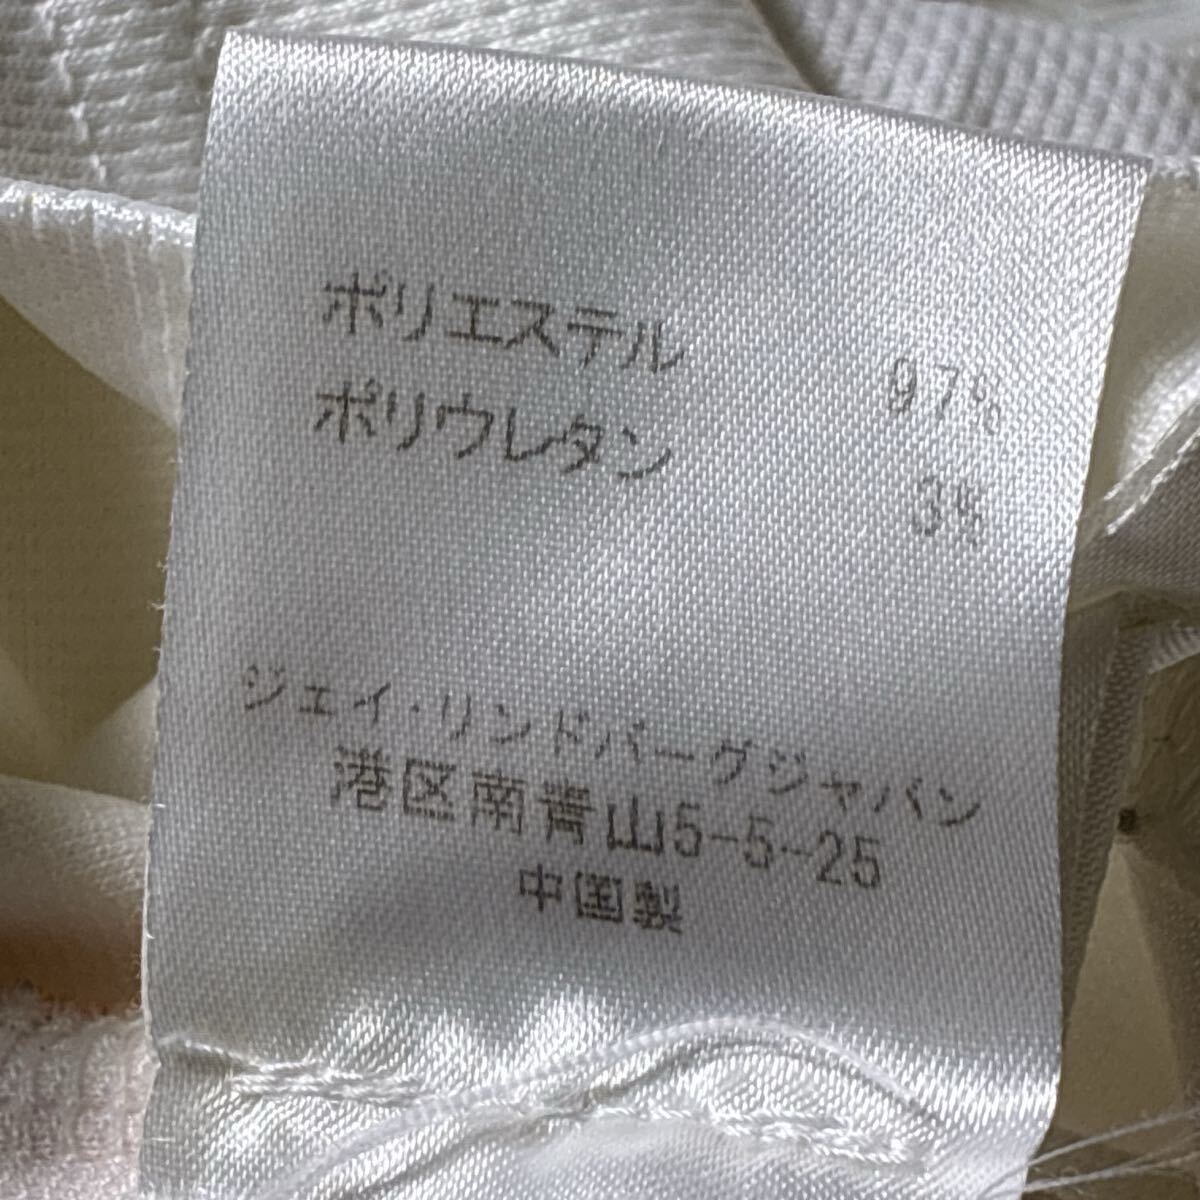 ポリエステル 97%
ポリウレタン 3%
ジェイ・リンドバーグジャパン
港区南青山5-5-25
中国製